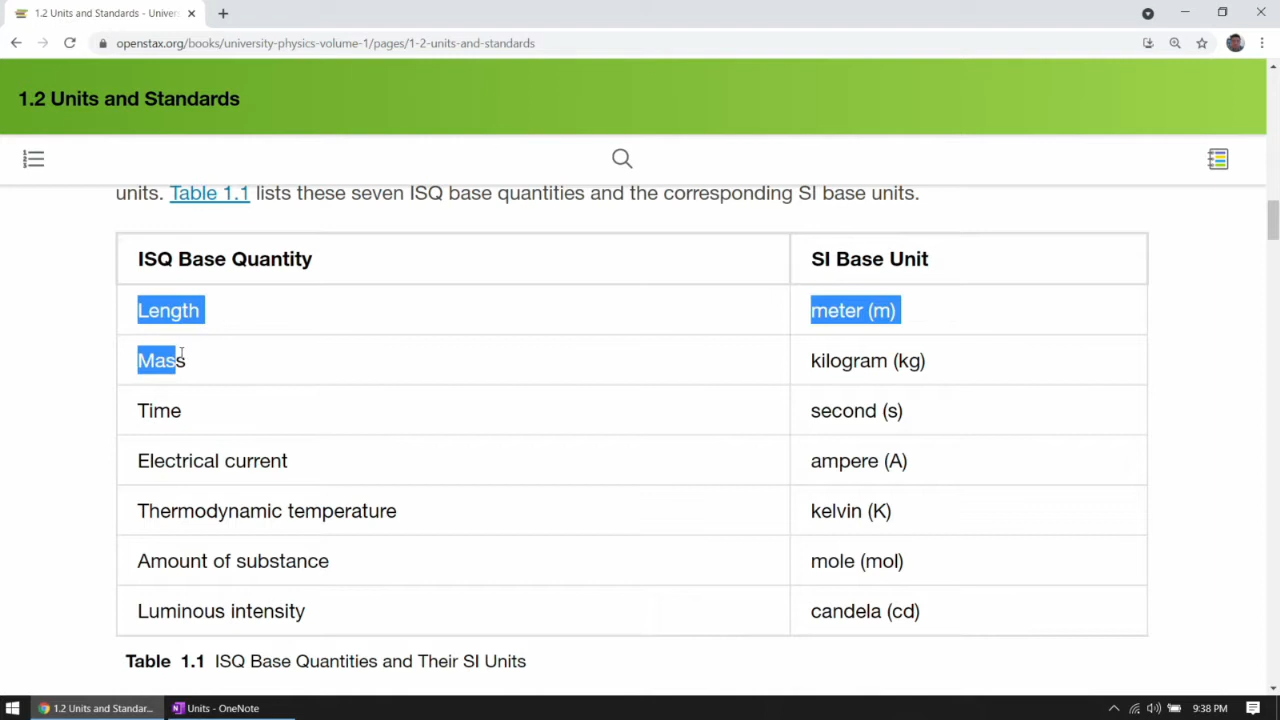 1.2 Units and Standards - Univers
openstax.org/books/university-physics-volume-1/pages/1-2-units-and-standards
1.2 Units and Standards
units. Table 1.1 lists these seven ISQ base quantities and the corresponding SI base units.
ISQ Base Quantity SI Base Unit
Length meter (m)
Mass kilogram (kg)
Time second (s)
Electrical current ampere (A)
Thermodynamic temperature kelvin (K)
Amount of substance mole (mol)
Luminous intensity candela (cd)
Table 1.1 ISQ Base Quantities and Their SI Units
1.2 Units and Standar... Units - OneNote 9:38 PM